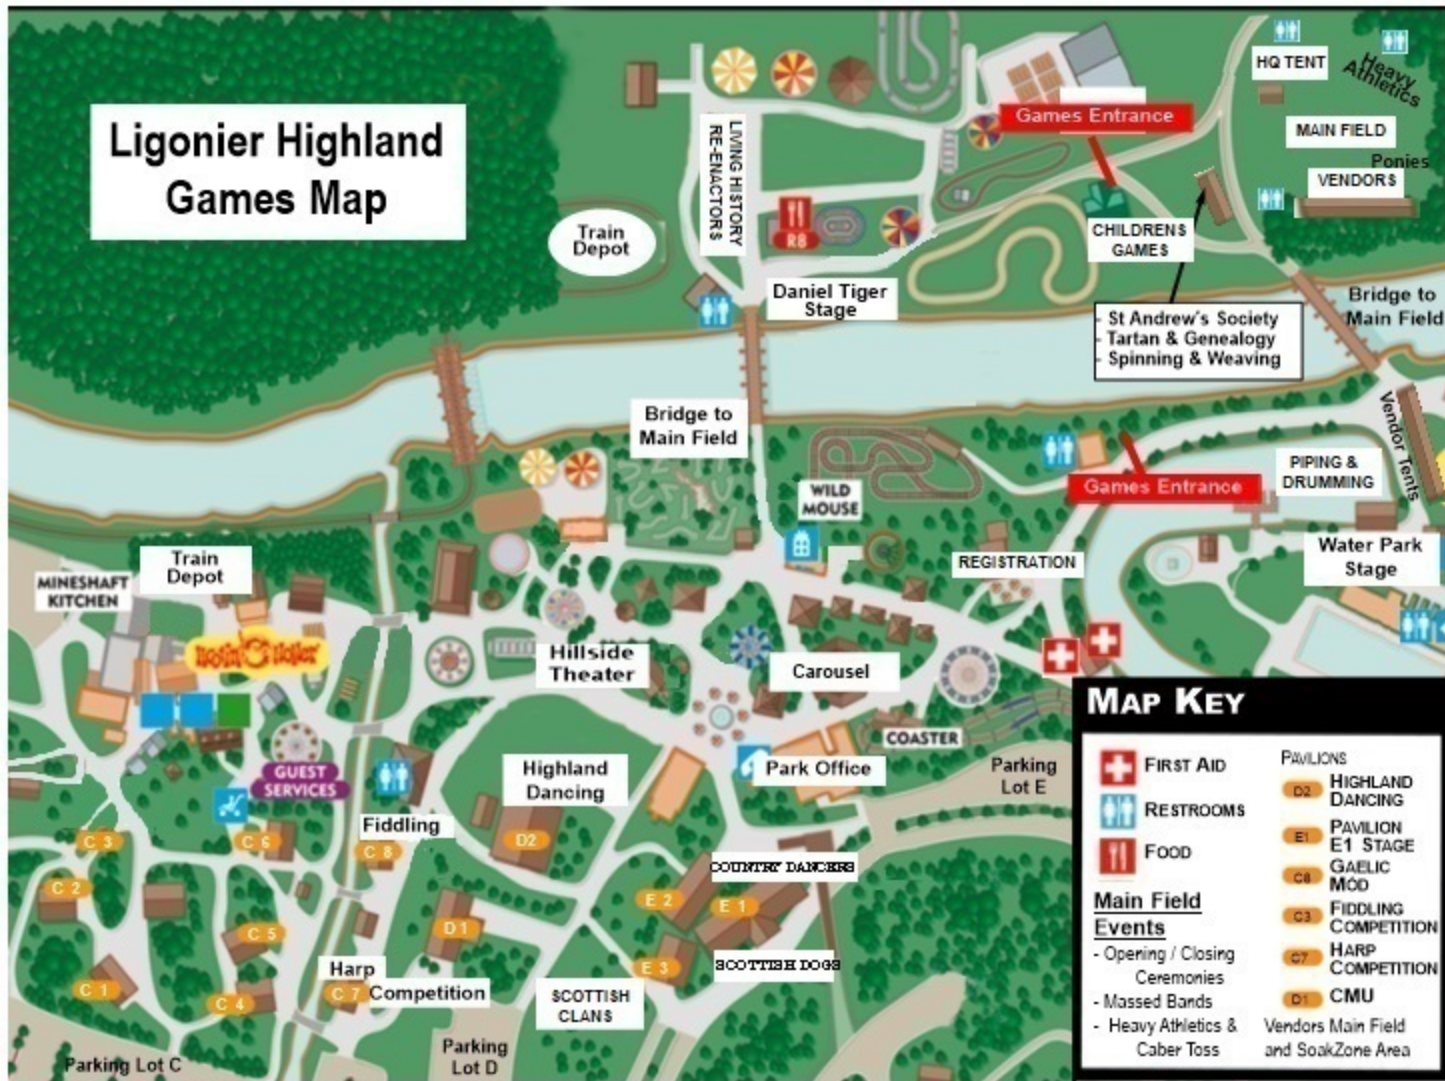 Ligonier Highland
Games Map
HQ TENT
Heavy
Athletics
Games Entrance
MAIN FIELD
Ponies
VENDORS
LIVING HISTORY
RE-ENACTORS
R8
Train
Depot
CHILDRENS
GAMES
Daniel Tiger
Stage
- St Andrew's Society
- Tartan & Genealogy
- Spinning & Weaving
Bridge to
Main Field
Bridge to
Main Field
Vendor Tents
WILD
MOUSE
Games Entrance
PIPING &
DRUMMING
REGISTRATION
Water Park
Stage
Train
Depot
MINESHAFT
KITCHEN
Hillside
Theater
Carousel
COASTER
Park Office
Parking
Lot E
GUEST
SERVICES
Highland
Dancing
Fiddling
C 3
C 6
C 8
D2
C 2
COUNTRY DANCERS
E 2
E 1
C 5
D1
E 3
SCOTTISH DOGS
C 1
C 4
Harp
C 7 Competition
SCOTTISH
CLANS
Parking Lot C
Parking
Lot D
MAP KEY
FIRST AID
RESTROOMS
FOOD
Main Field
Events
- Opening / Closing
Ceremonies
- Massed Bands
- Heavy Athletics &
Caber Toss
PAVILIONS
D2 HIGHLAND
DANCING
E1 PAVILION
E1 STAGE
C8 GAELIC
MOD
C3 FIDDLING
COMPETITION
C7 HARP
COMPETITION
D1 CMU
Vendors Main Field
and SoakZone Area